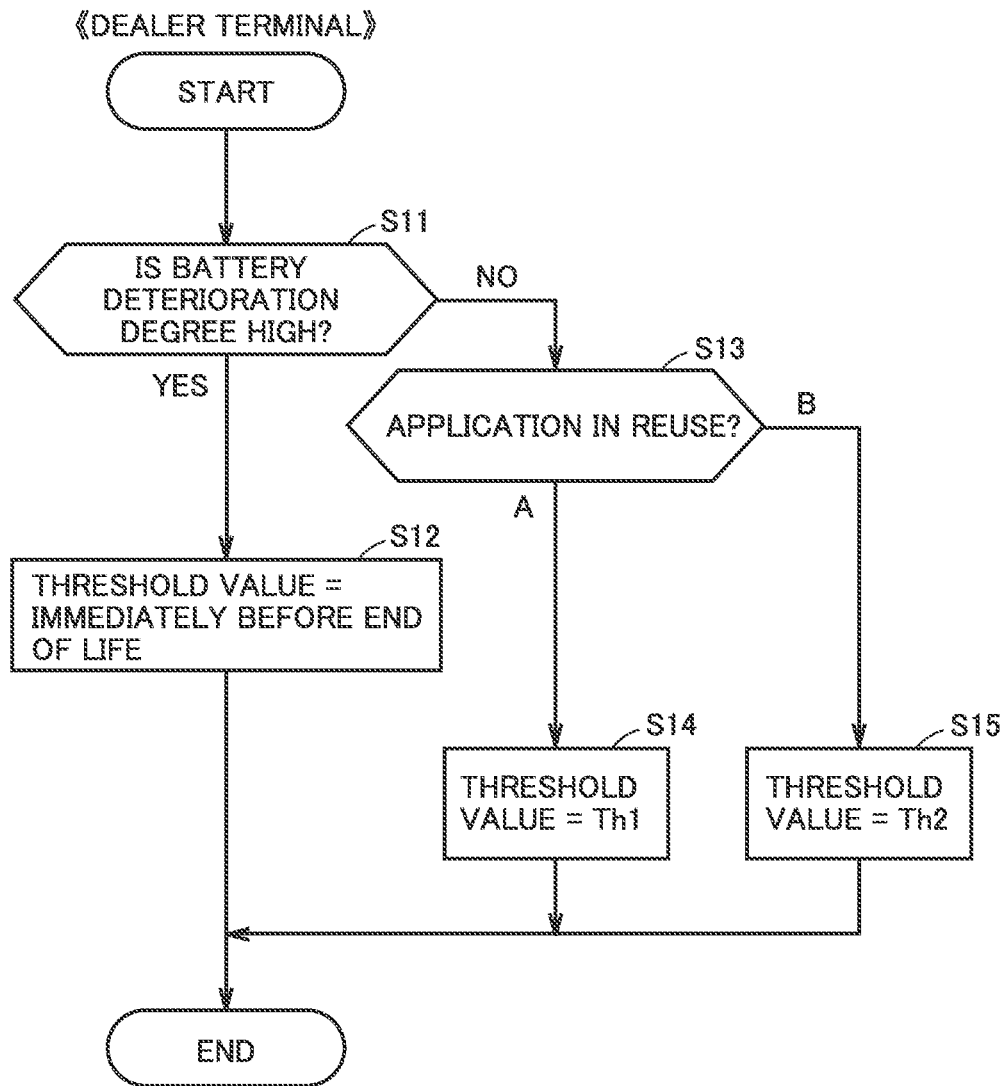 《DEALER TERMINAL》
START
S11
IS BATTERY
DETERIORATION
DEGREE HIGH?
NO
YES
S13
APPLICATION IN REUSE?
B
A
S12
THRESHOLD VALUE =
IMMEDIATELY BEFORE END
OF LIFE
S14
THRESHOLD
VALUE = Th1
S15
THRESHOLD
VALUE = Th2
END